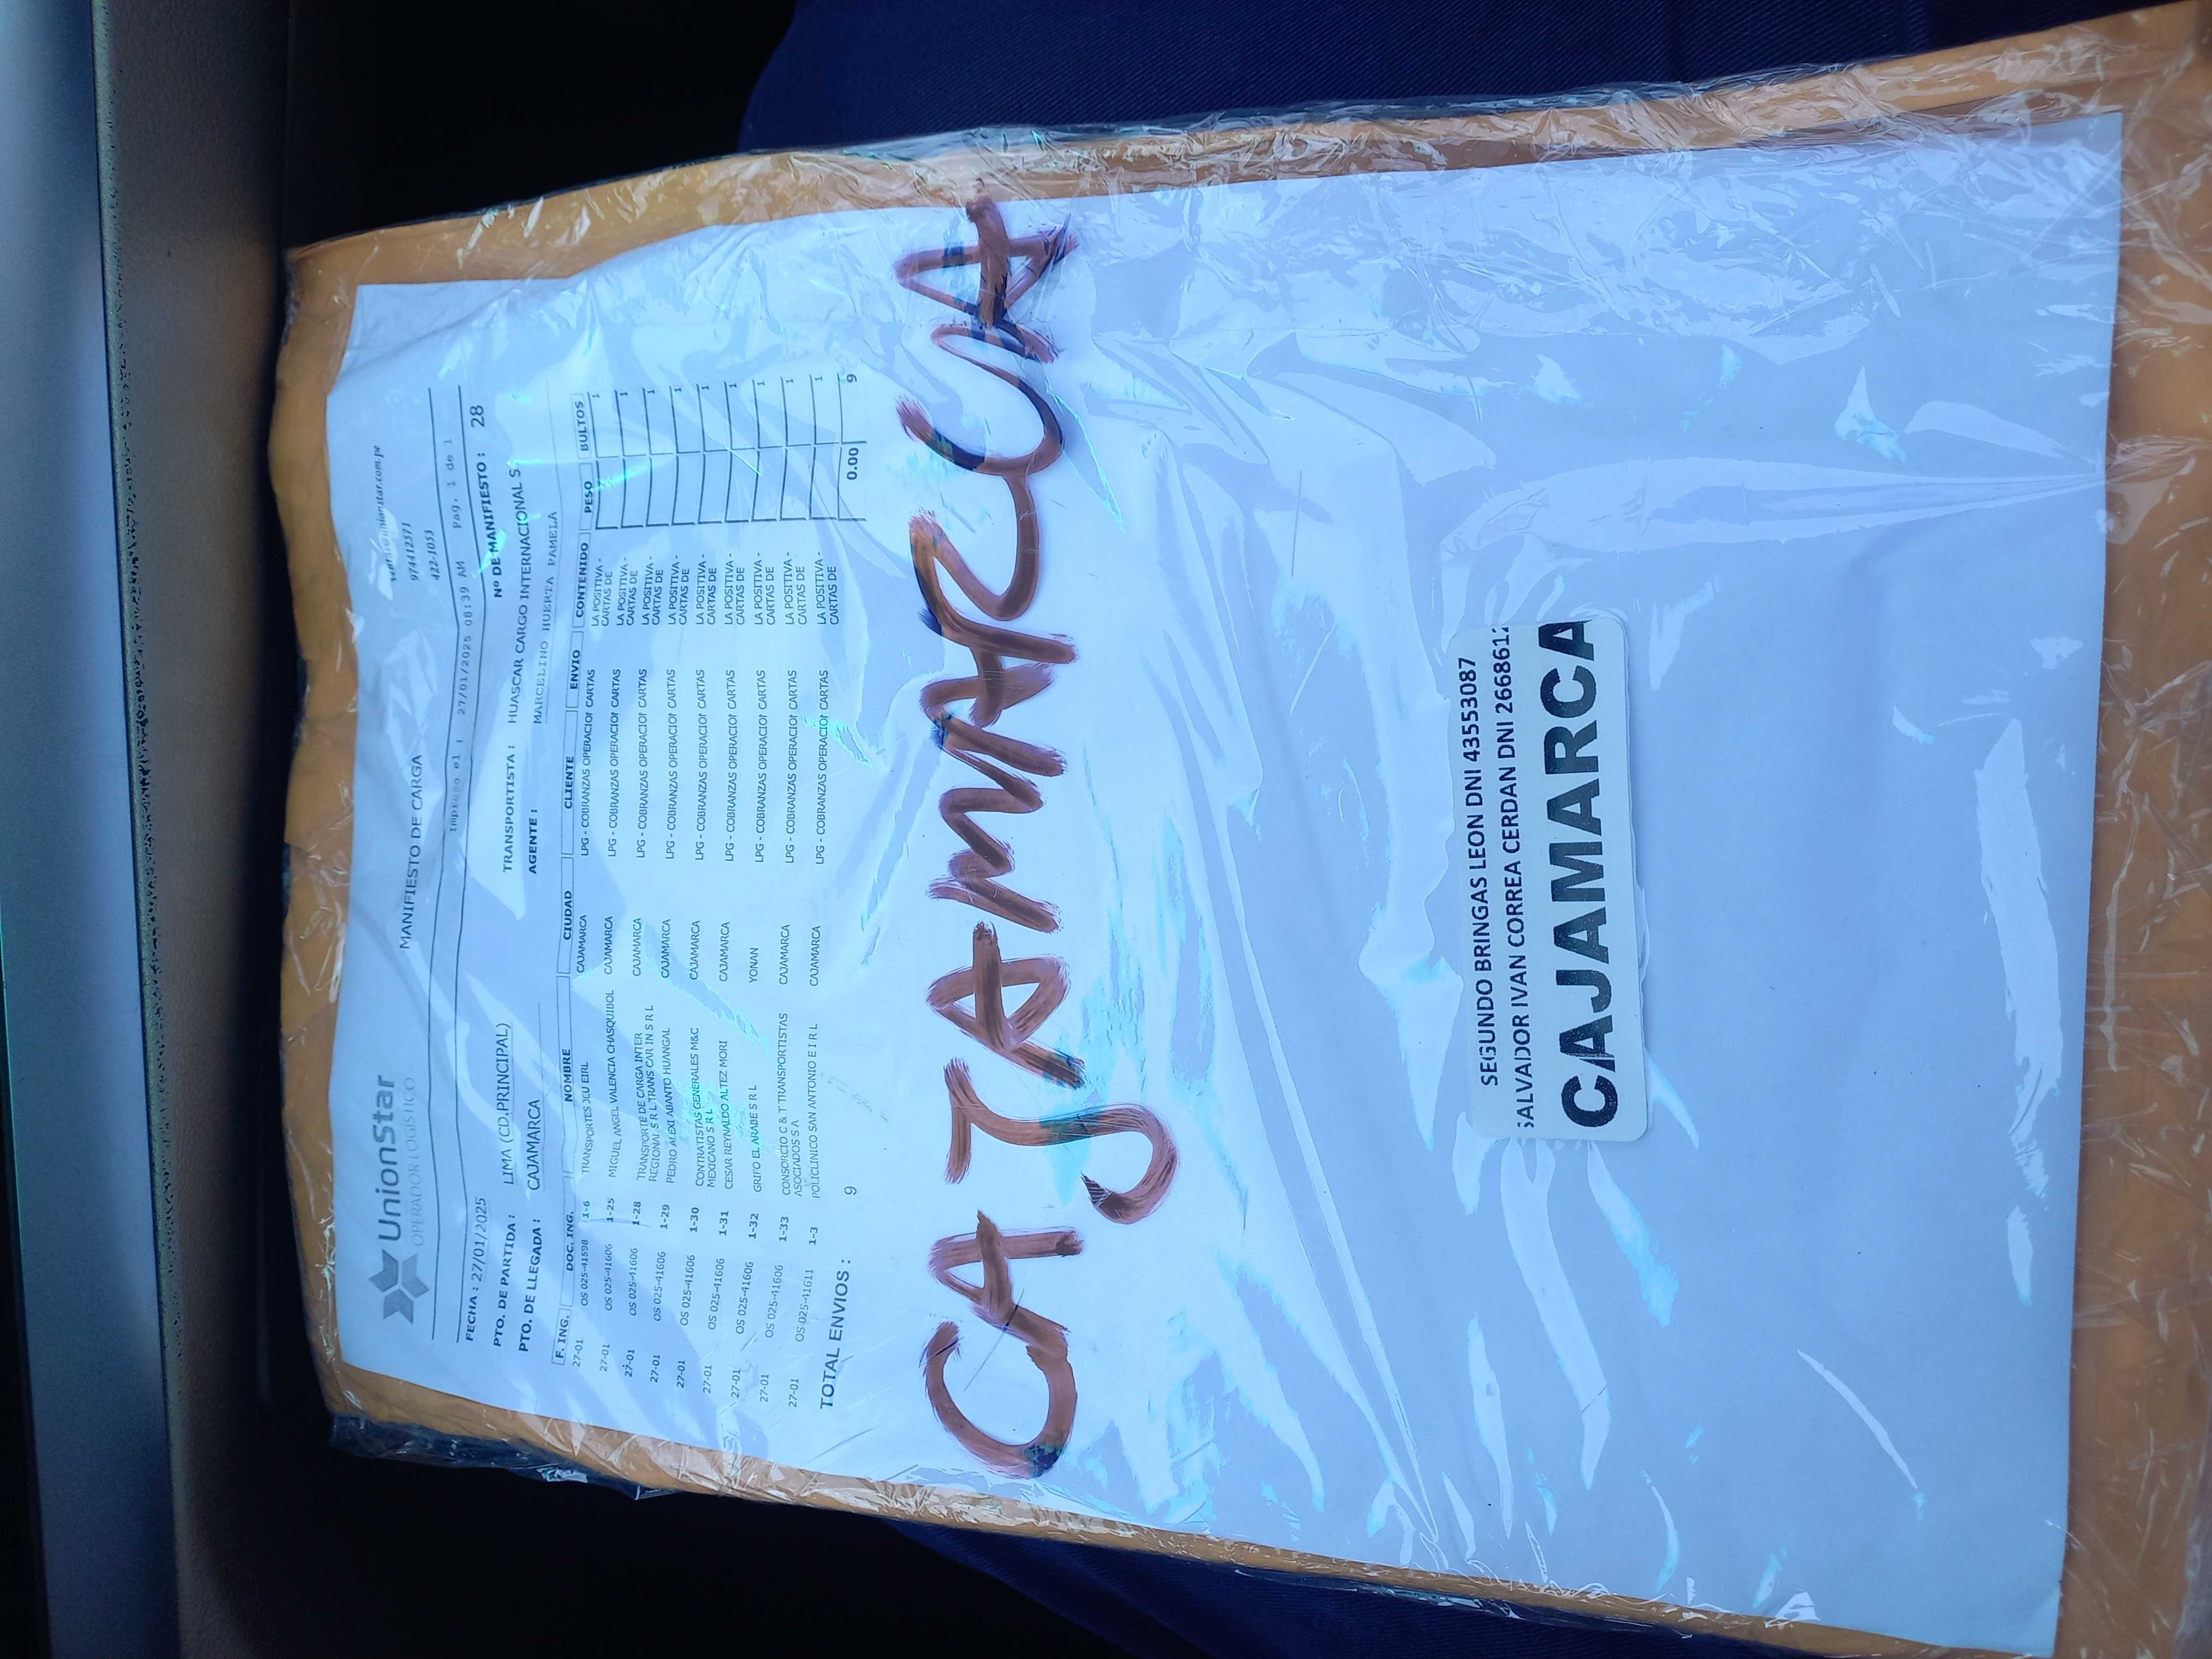 UnionStar
OPERADOR LOGÍSTICO
MANIFIESTO DE CARGA
974412371
422-1053
Impreso el : 27/01/2025 08:39 AM Pag. 1 de 1
FECHA : 27/01/2025
Nº DE MANIFIESTO : 28
PTO. DE PARTIDA : LIMA (CD.PRINCIPAL)
TRANSPORTISTA : HUASCAR CARGO INTERNACIONAL S
PTO. DE LLEGADA : CAJAMARCA
AGENTE : MARCELINO HUERTA PAMELA
F. ING. DOC. ING. NOMBRE CIUDAD CLIENTE ENVIO CONTENIDO PESO BULTOS
27-01 OS 025-41598 1-6 TRANSPORTES JEU EIRL CAJAMARCA LPG - COBRANZAS OPERACIOI CARTAS LA POSITIVA - 1
CARTAS DE
27-01 OS 025-41606 1-25 MIGUEL ANGEL VALENCIA CHASQUIBOL CAJAMARCA LPG - COBRANZAS OPERACIOI CARTAS LA POSITIVA - 1
CARTAS DE
27-01 OS 025-41606 1-28 TRANSPORTE DE CARGA INTER CAJAMARCA LPG - COBRANZAS OPERACIOI CARTAS LA POSITIVA - 1
REGIONAL S R L TRANS CAR IN S R L CARTAS DE
27-01 OS 025-41606 1-29 PEDRO ALEXI ABANTO HUANGAL CAJAMARCA LPG - COBRANZAS OPERACIOI CARTAS LA POSITIVA - 1
CARTAS DE
27-01 OS 025-41606 1-30 CONTRATISTAS GENERALES M&C CAJAMARCA LPG - COBRANZAS OPERACIOI CARTAS LA POSITIVA - 1
MEXICANO S R L CARTAS DE
27-01 OS 025-41606 1-31 CESAR REYNALDO ALTEZ MORI CAJAMARCA LPG - COBRANZAS OPERACIOI CARTAS LA POSITIVA - 1
CARTAS DE
27-01 OS 025-41606 1-32 GRIFO EL ARABE S R L YONAN LPG - COBRANZAS OPERACIOI CARTAS LA POSITIVA - 1
CARTAS DE
27-01 OS 025-41606 1-33 CONSORCIO C & T TRANSPORTISTAS CAJAMARCA LPG - COBRANZAS OPERACIOI CARTAS LA POSITIVA - 1
ASOCIADOS S A CARTAS DE
27-01 OS 025-41611 1-3 POLICLINICO SAN ANTONIO E I R L CAJAMARCA LPG - COBRANZAS OPERACIOI CARTAS LA POSITIVA - 1
CARTAS DE
TOTAL ENVIOS : 9 0.00 9
CAJAMARCA
SEGUNDO BRINGAS LEON DNI 43553087
SALVADOR IVAN CORREA CERDAN DNI 2668612
CAJAMARCA